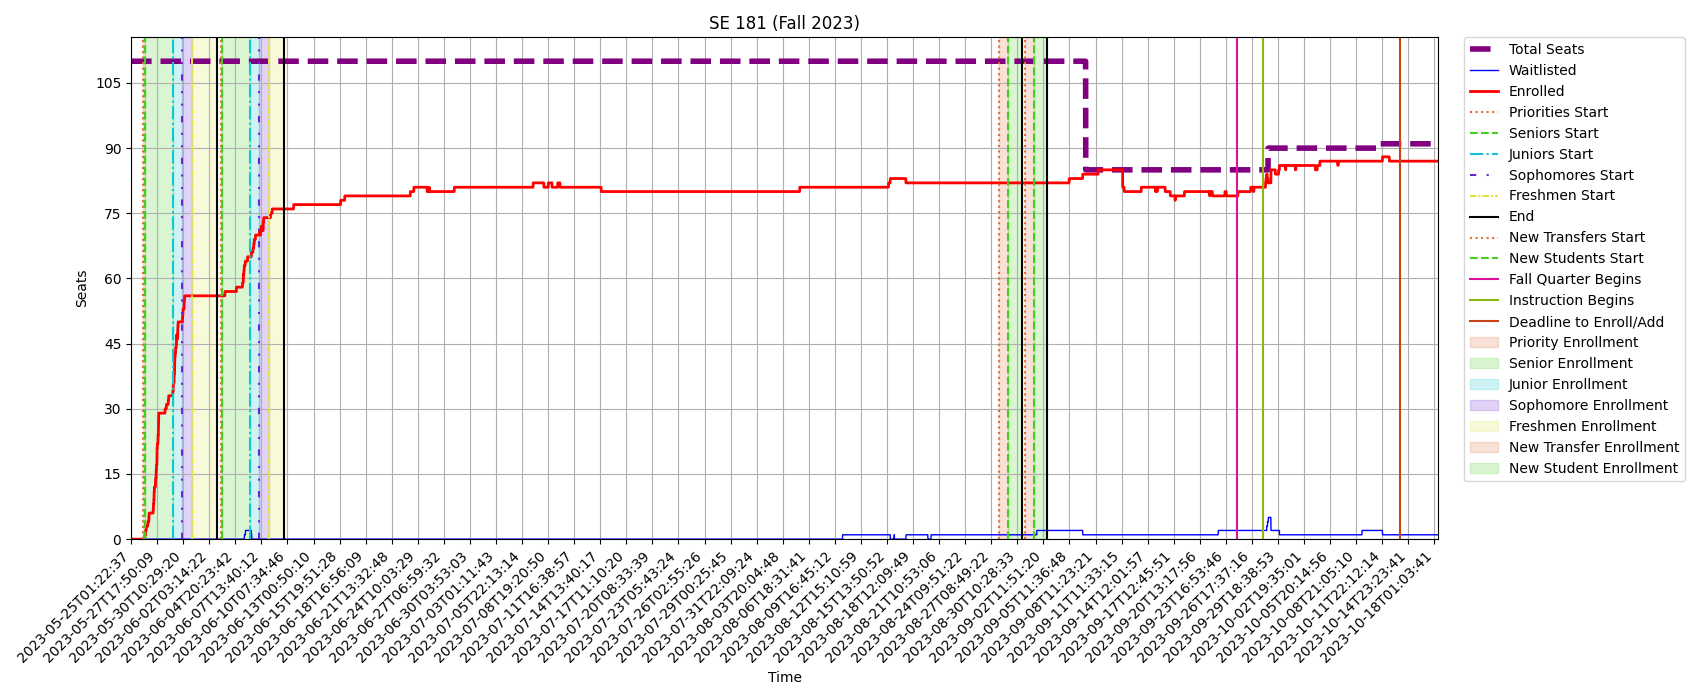 SE 181 (Fall 2023)
Seats
105
90
75
60
45
30
15
0
2023-05-25T01:22:37
2023-05-27T17:50:09
2023-05-30T10:29:20
2023-06-02T03:14:22
2023-06-04T20:23:42
2023-06-07T13:40:12
2023-06-10T07:34:46
2023-06-13T00:50:10
2023-06-15T19:51:28
2023-06-18T16:56:09
2023-06-21T13:32:48
2023-06-24T10:03:29
2023-06-27T06:59:32
2023-06-30T03:53:03
2023-07-03T01:11:43
2023-07-05T22:13:14
2023-07-08T19:20:50
2023-07-11T16:38:57
2023-07-14T13:40:17
2023-07-17T11:10:20
2023-07-20T08:33:39
2023-07-23T05:43:24
2023-07-26T02:55:26
2023-07-29T00:25:45
2023-07-31T22:09:24
2023-08-03T20:04:48
2023-08-06T18:31:41
2023-08-09T16:45:12
2023-08-12T15:10:59
2023-08-15T13:50:52
2023-08-18T12:09:49
2023-08-21T10:53:06
2023-08-24T09:51:22
2023-08-27T08:49:22
2023-08-30T10:28:33
2023-09-02T11:51:20
2023-09-05T11:36:48
2023-09-08T11:23:21
2023-09-11T11:33:15
2023-09-14T12:01:57
2023-09-17T12:45:51
2023-09-20T13:17:56
2023-09-23T16:53:46
2023-09-26T17:37:16
2023-09-29T18:38:53
2023-10-02T19:35:01
2023-10-05T20:14:56
2023-10-08T21:05:10
2023-10-11T22:12:14
2023-10-14T23:23:41
2023-10-18T01:03:41
Time
Total Seats
Waitlisted
Enrolled
Priorities Start
Seniors Start
Juniors Start
Sophomores Start
Freshmen Start
End
New Transfers Start
New Students Start
Fall Quarter Begins
Instruction Begins
Deadline to Enroll/Add
Priority Enrollment
Senior Enrollment
Junior Enrollment
Sophomore Enrollment
Freshmen Enrollment
New Transfer Enrollment
New Student Enrollment